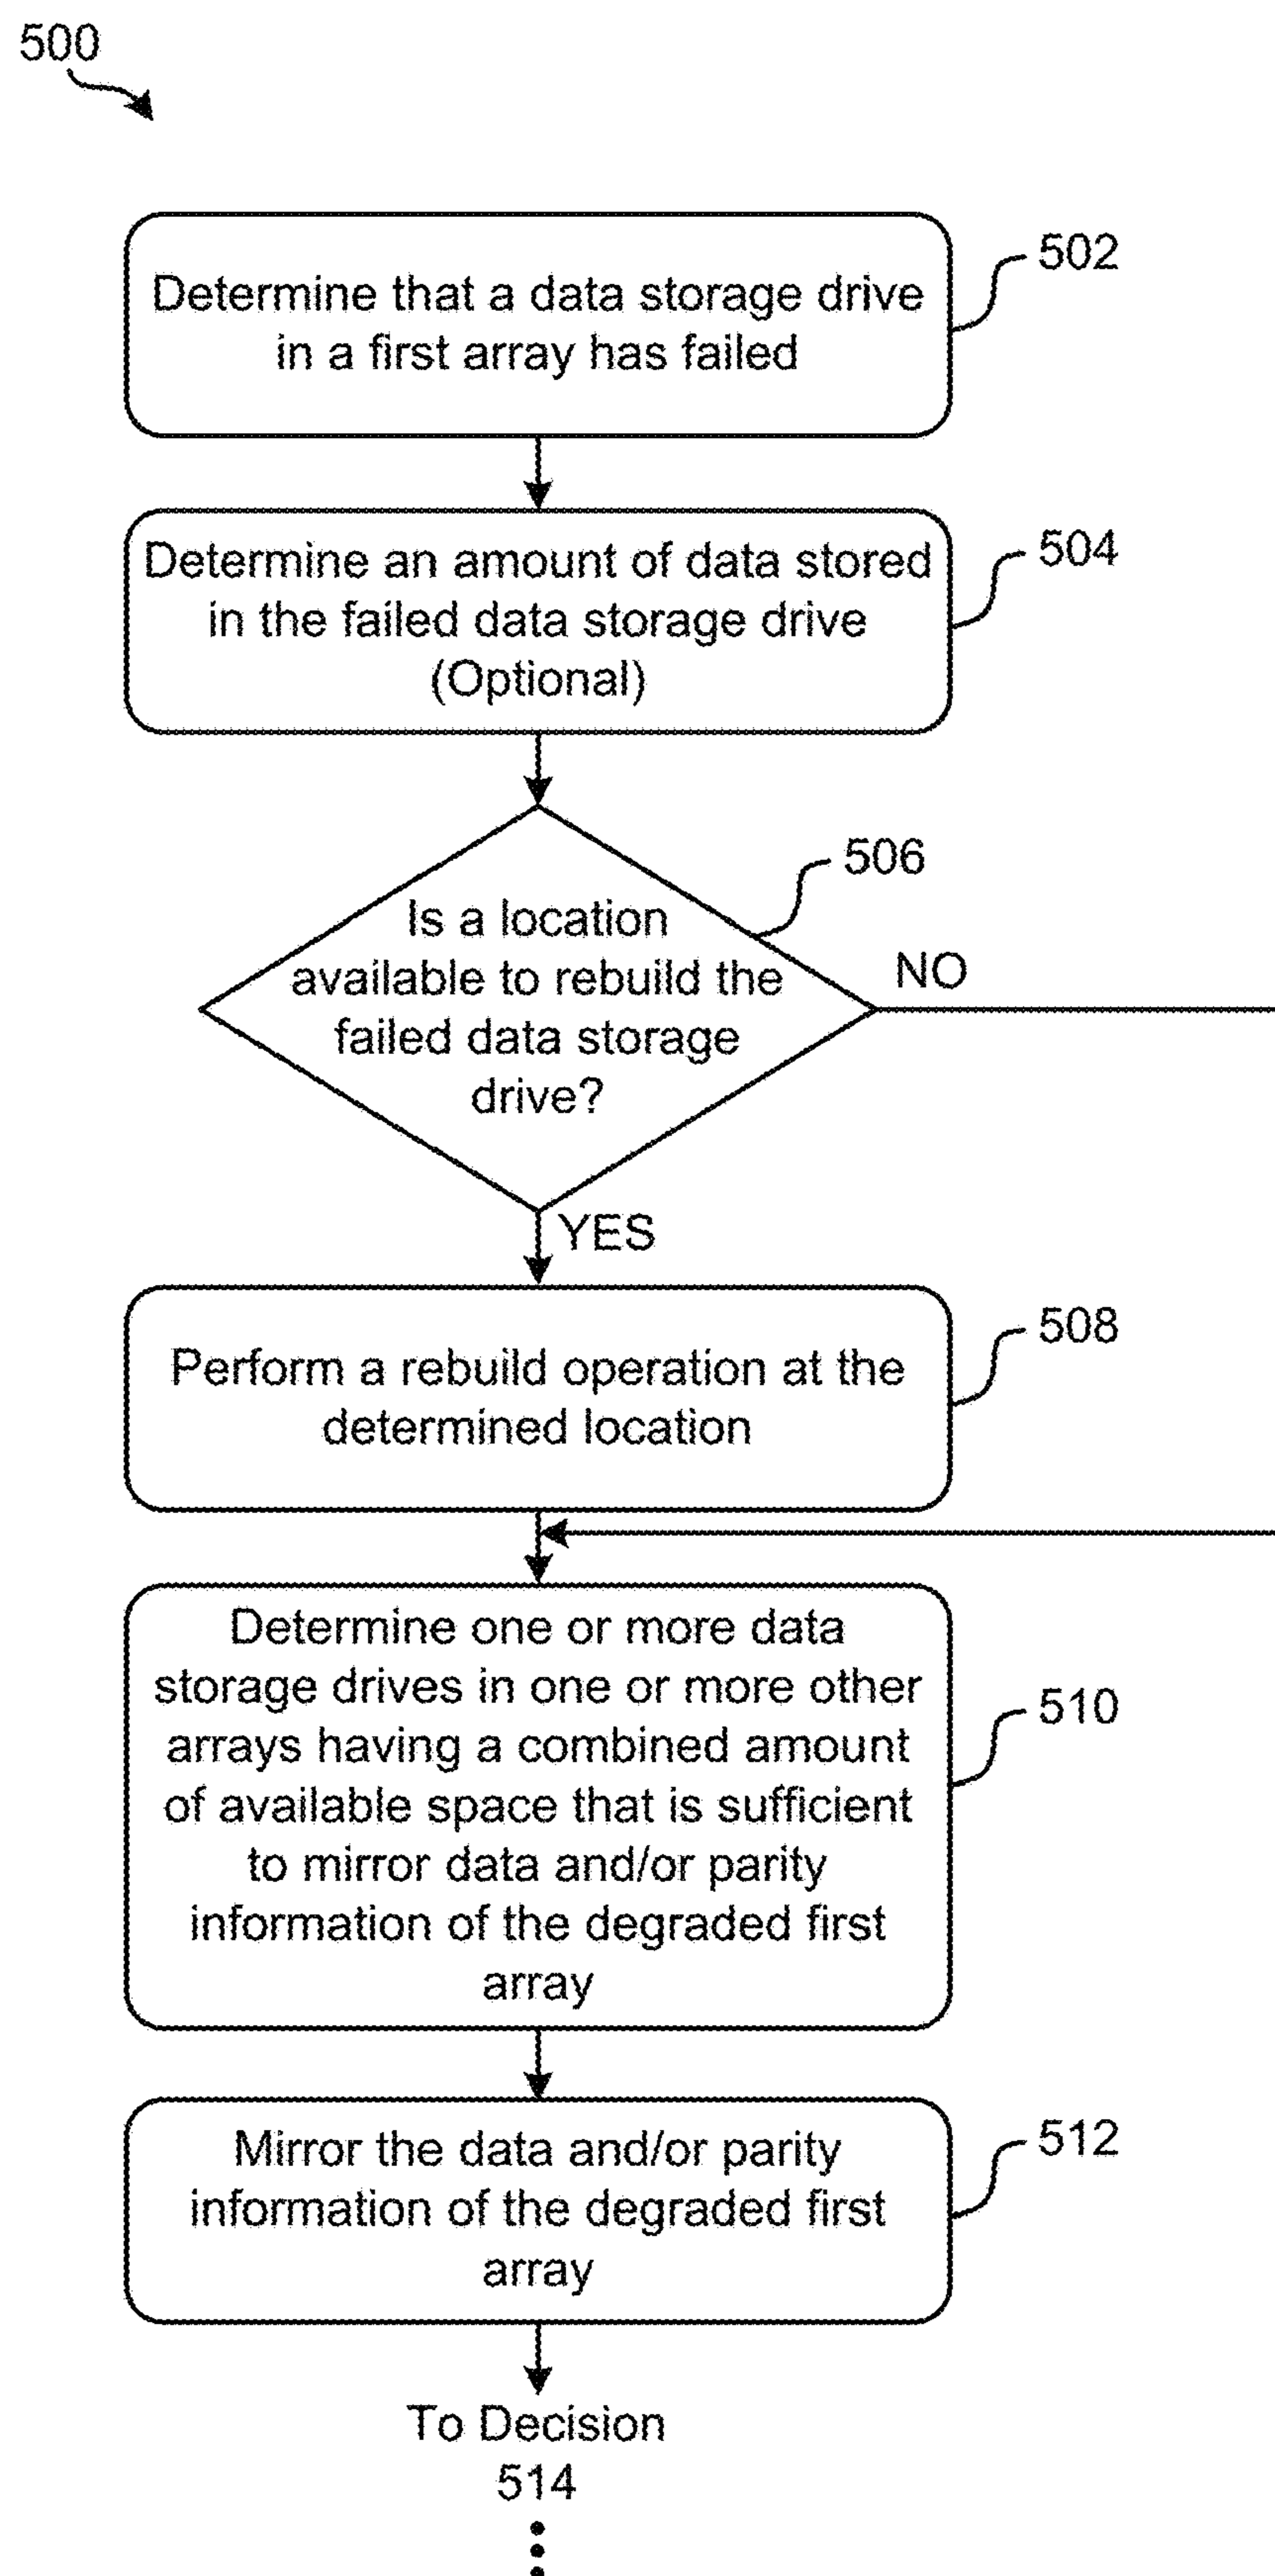 500
Determine that a data storage drive
in a first array has failed
502
Determine an amount of data stored
in the failed data storage drive
(Optional)
504
506
Is a location
available to rebuild the
failed data storage
drive?
NO
YES
Perform a rebuild operation at the
determined location
508
Determine one or more data
storage drives in one or more other
arrays having a combined amount
of available space that is sufficient
to mirror data and/or parity
information of the degraded first
array
510
Mirror the data and/or parity
information of the degraded first
array
512
To Decision
514